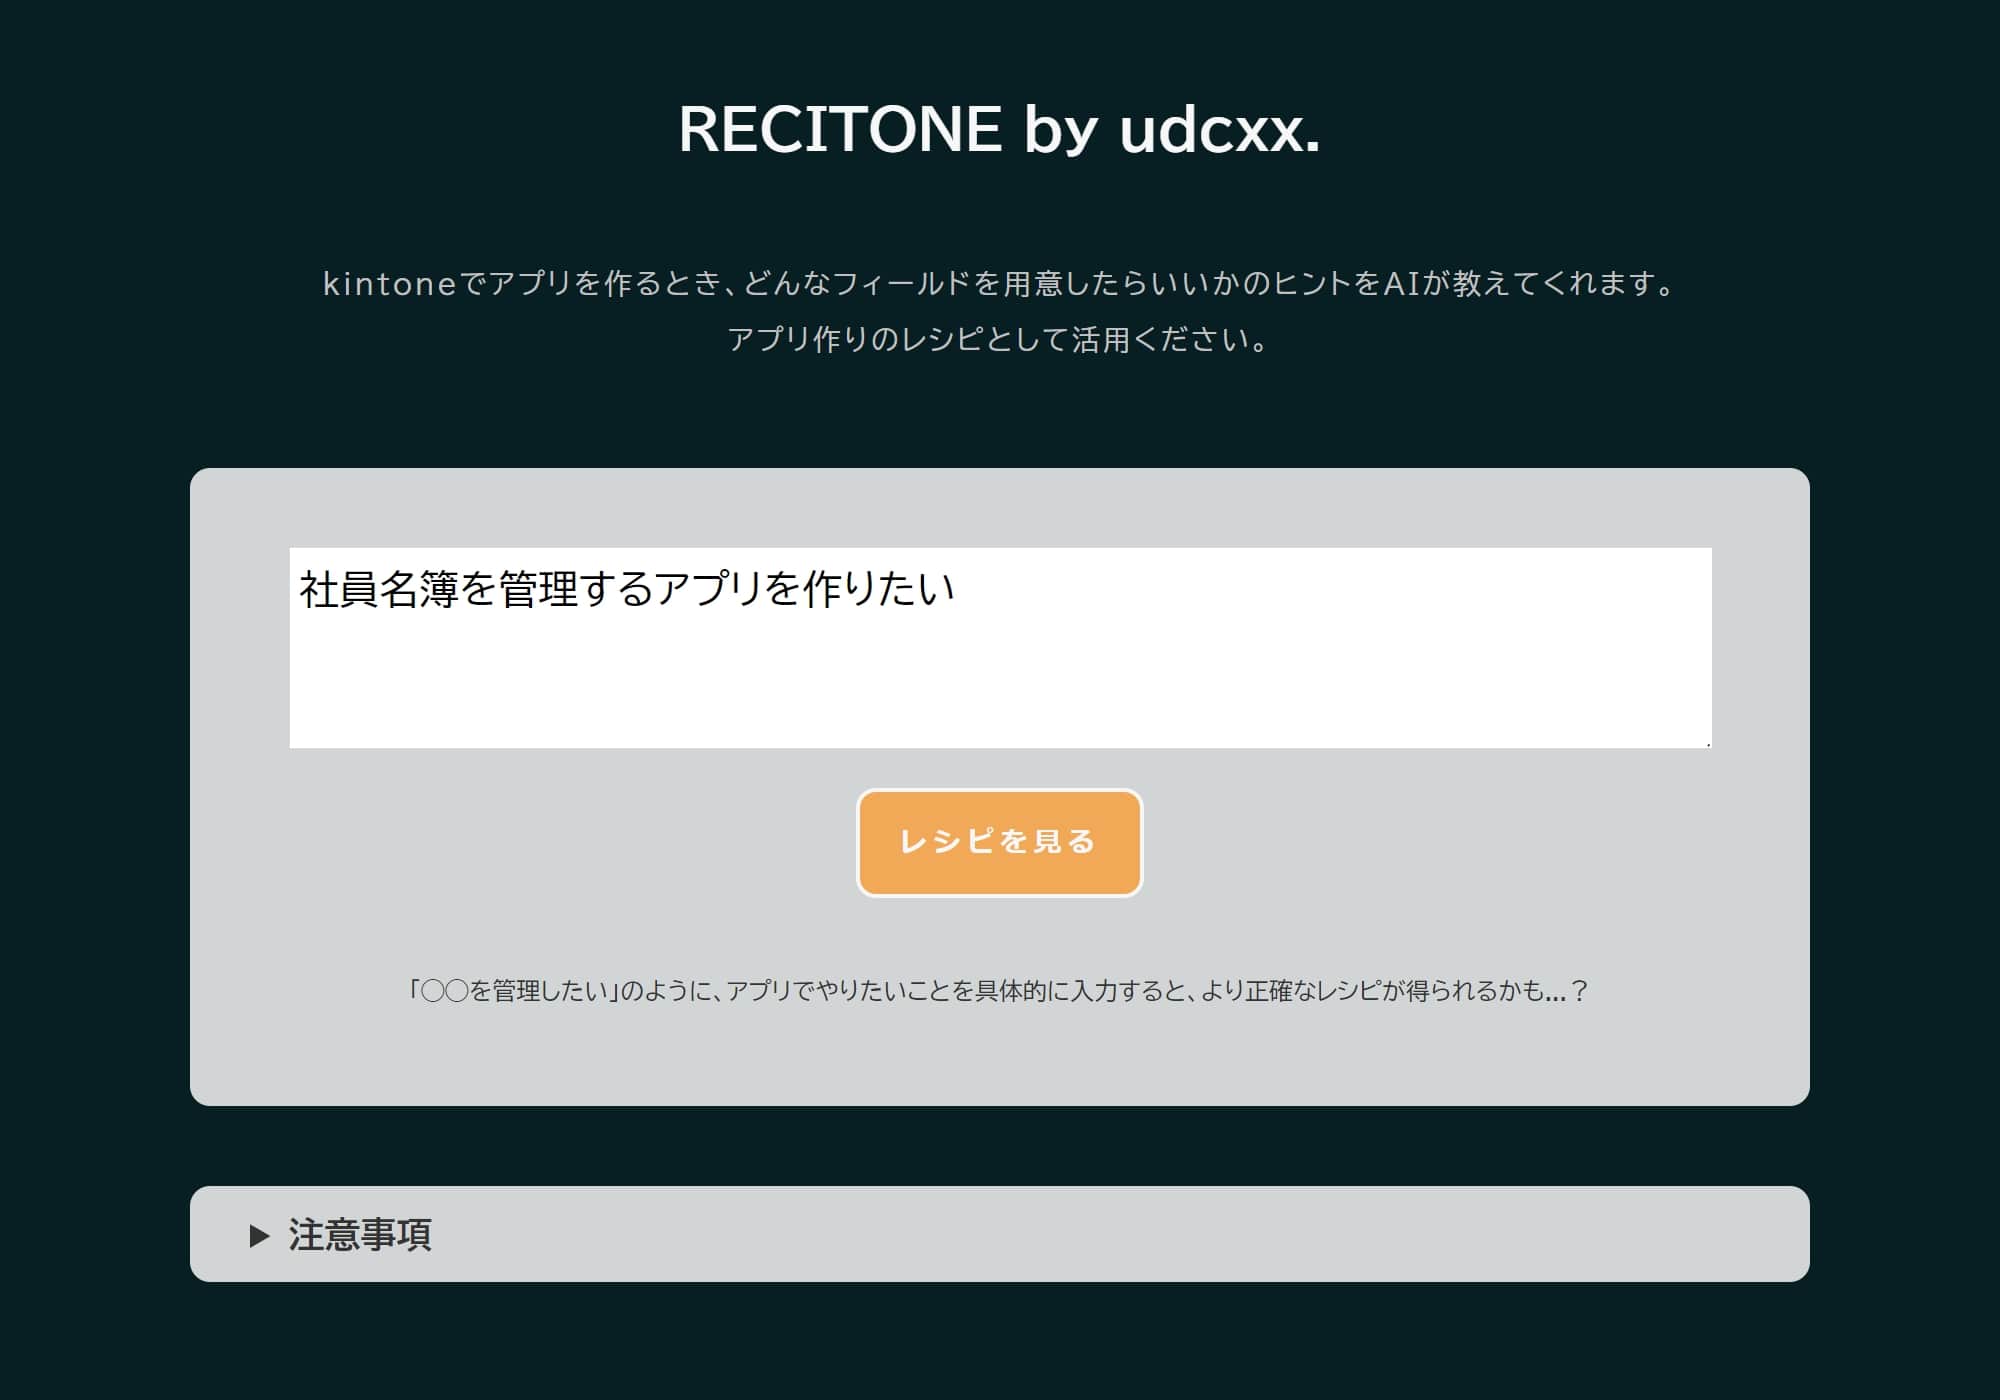 RECITONE by udcxx.
kintoneでアプリを作るとき、どんなフィールドを用意したらいいかのヒントをAIが教えてくれます。
アプリ作りのレシピとして活用ください。
社員名簿を管理するアプリを作りたい
レシピを見る
「◯◯を管理したい」のように、アプリでやりたいことを具体的に入力すると、より正確なレシピが得られるかも...？
▶ 注意事項